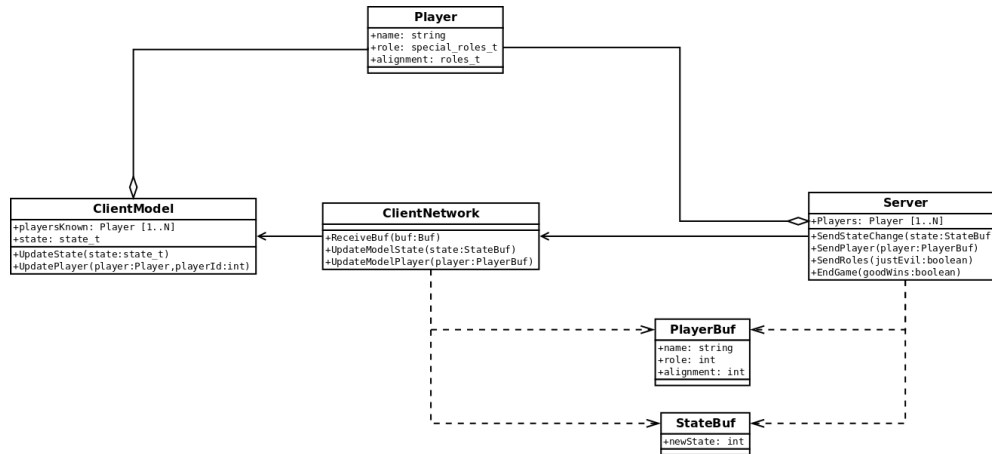 Player
+name: string
+role: special_roles_t
+alignment: roles_t
ClientModel
+playersKnown: Player [1..N]
+state: state_t
+UpdateState(state:state_t)
+UpdatePlayer(player:Player,playerId:int)
ClientNetwork
+ReceiveBuf(buf:Buf)
+UpdateModelState(state:StateBuf)
+UpdateModelPlayer(player:PlayerBuf)
Server
+Players: Player [1..N]
+SendStateChange(state:StateBuf
+SendPlayer(player:PlayerBuf)
+SendRoles(justEvil:boolean)
+EndGame(goodWins:boolean)
PlayerBuf
+name: string
+role: int
+alignment: int
StateBuf
+newState: int